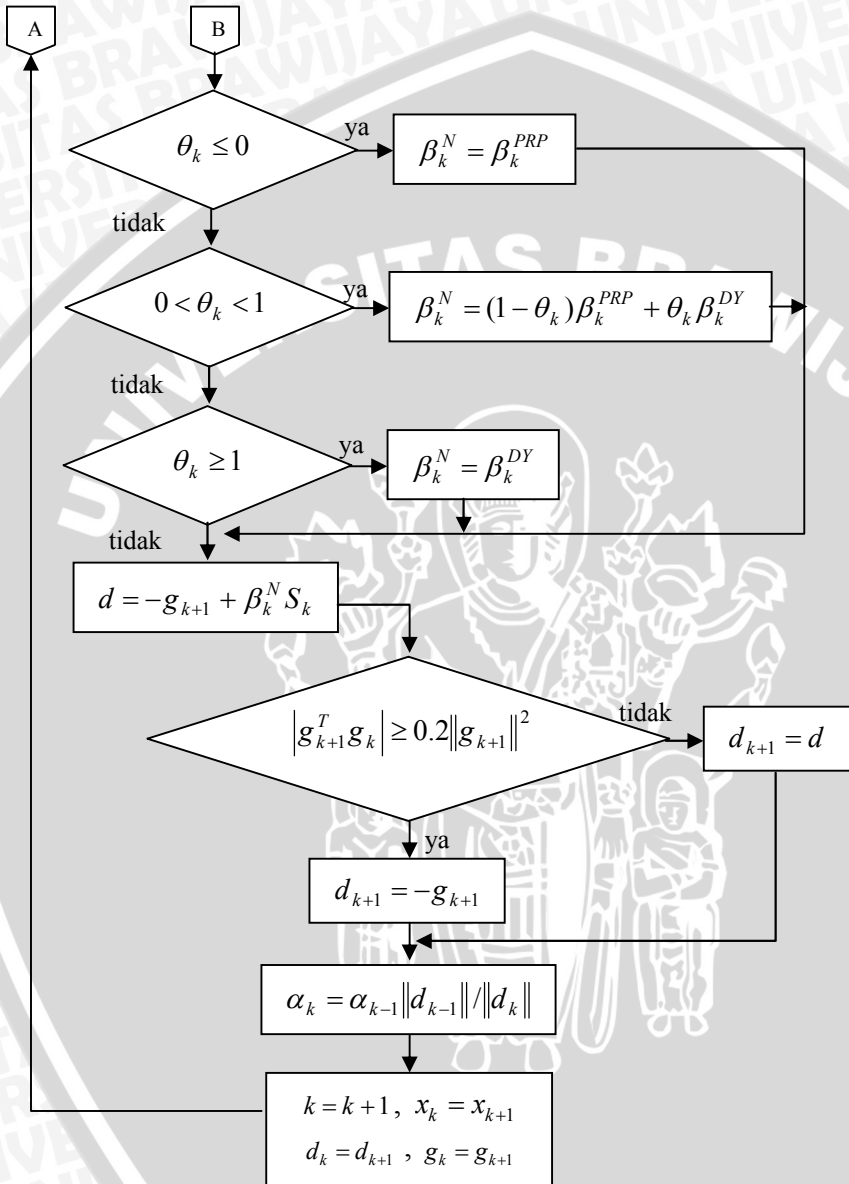 A
B
θ_k ≤ 0
ya
β_k^N = β_k^{PRP}
tidak
0 < θ_k < 1
ya
β_k^N = (1 − θ_k)β_k^{PRP} + θ_k β_k^{DY}
tidak
θ_k ≥ 1
ya
β_k^N = β_k^{DY}
tidak
d = −g_{k+1} + β_k^N S_k
|g_{k+1}^T g_k| ≥ 0.2‖g_{k+1}‖^2
tidak
d_{k+1} = d
ya
d_{k+1} = −g_{k+1}
α_k = α_{k−1}‖d_{k−1}‖/‖d_k‖
k = k + 1 , x_k = x_{k+1}
d_k = d_{k+1} , g_k = g_{k+1}